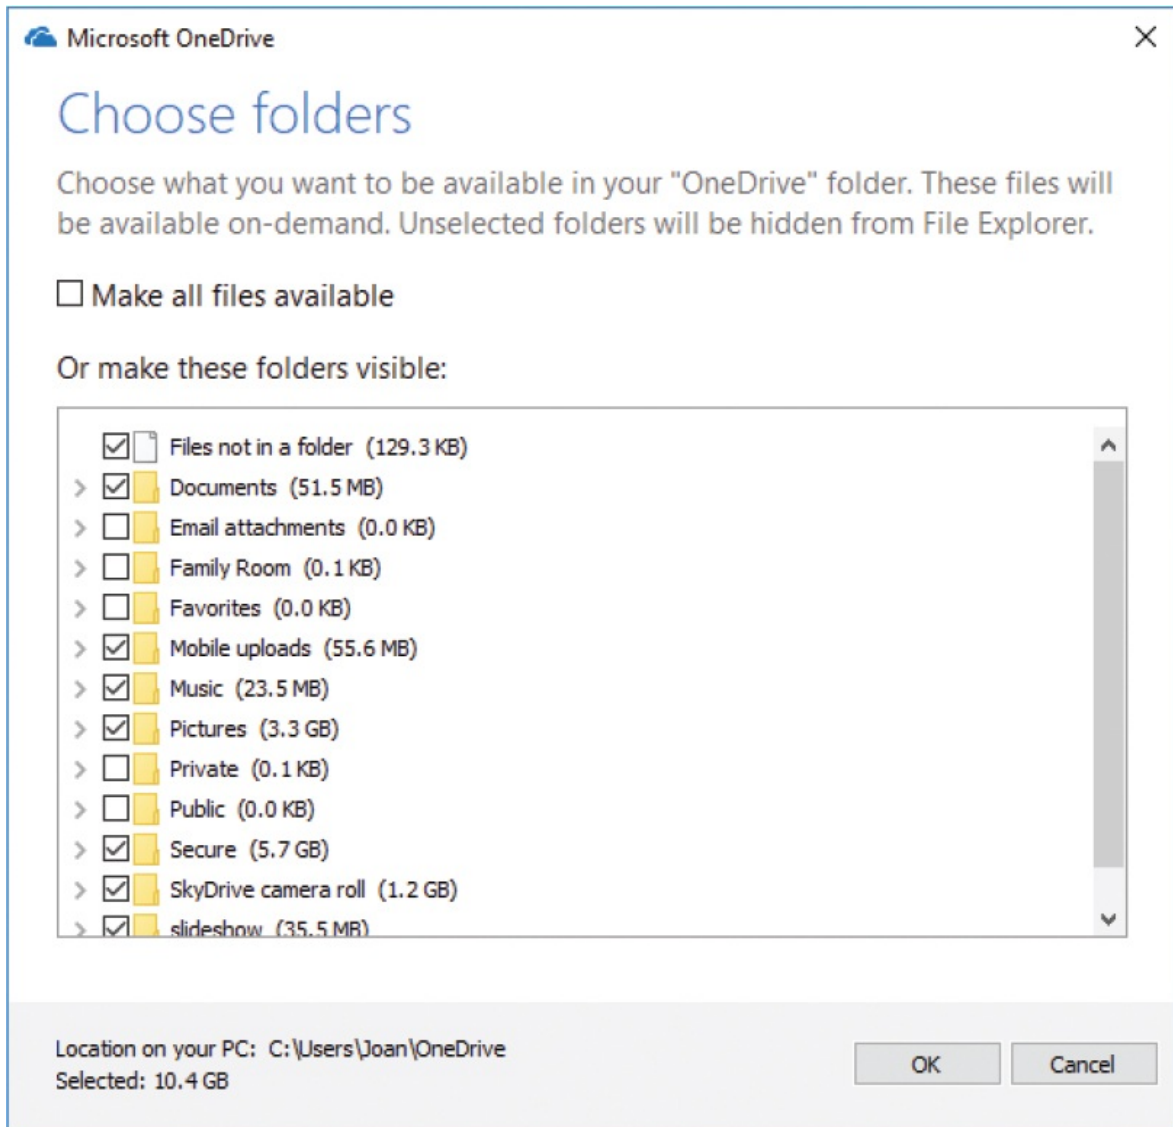 Microsoft OneDrive
Choose folders
Choose what you want to be available in your "OneDrive" folder. These files will
be available on-demand. Unselected folders will be hidden from File Explorer.
Make all files available
Or make these folders visible:
Files not in a folder (129.3 KB)
Documents (51.5 MB)
Email attachments (0.0 KB)
Family Room (0.1 KB)
Favorites (0.0 KB)
Mobile uploads (55.6 MB)
Music (23.5 MB)
Pictures (3.3 GB)
Private (0.1 KB)
Public (0.0 KB)
Secure (5.7 GB)
SkyDrive camera roll (1.2 GB)
slideshow (35.5 MB)
Location on your PC: C:\Users\Joan\OneDrive
Selected: 10.4 GB
OK
Cancel